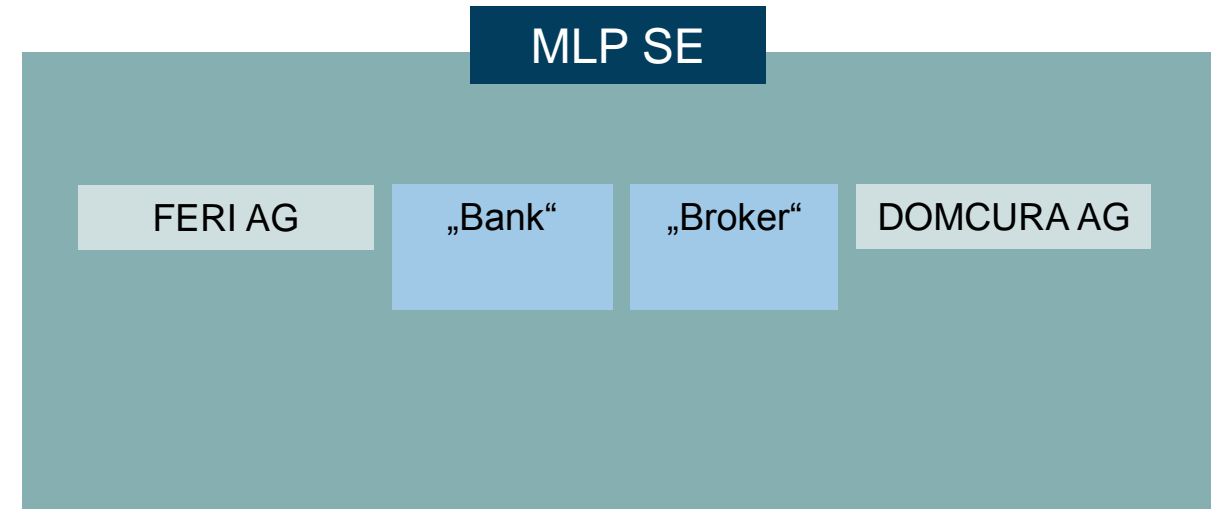 MLP SE
FERI AG
„Bank“
„Broker“
DOMCURA AG